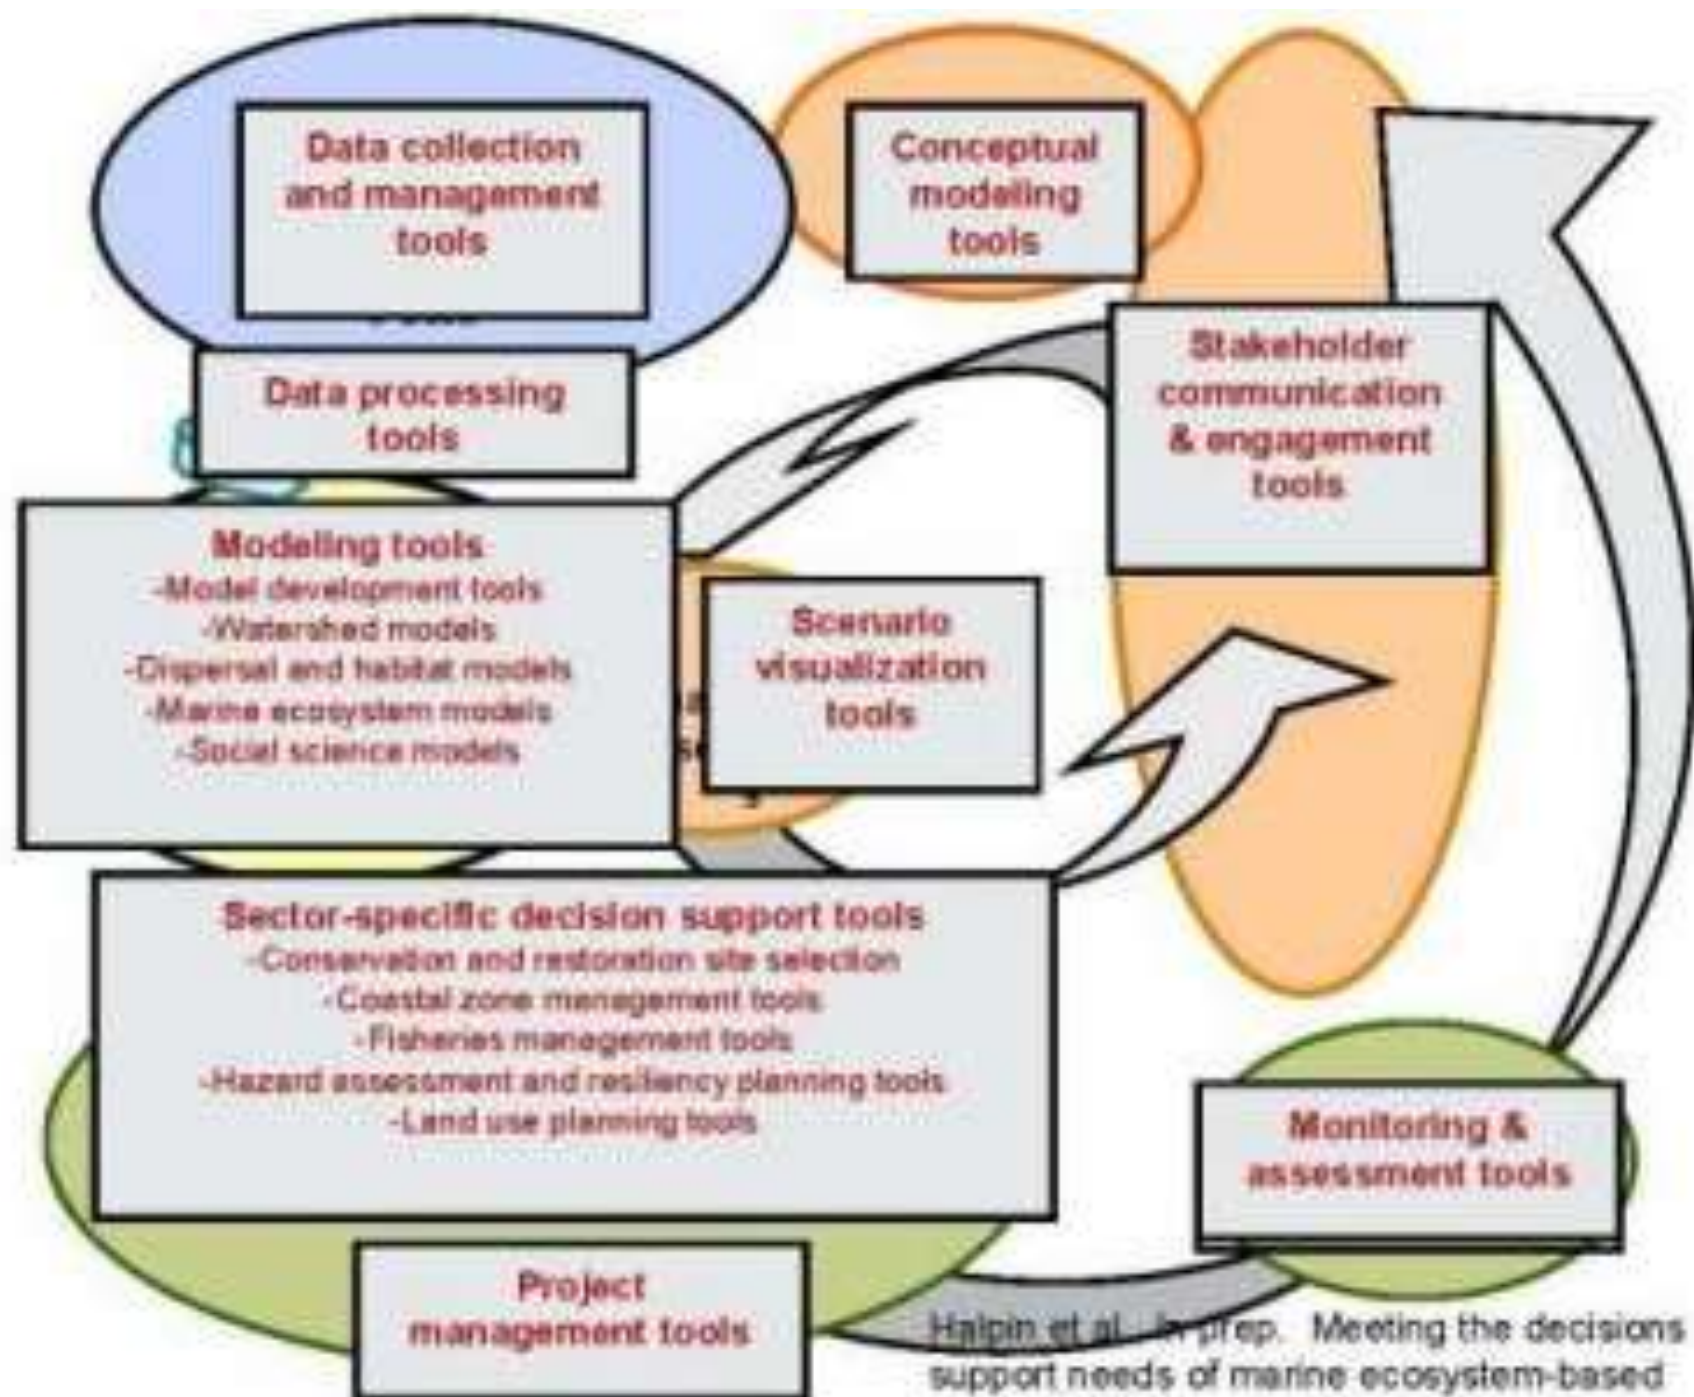 Data collection
and management
tools
Conceptual
modeling
tools
Data processing
tools
Stakeholder
communication
& engagement
tools
Modeling tools
-Model development tools
-Watershed models
-Dispersal and habitat models
-Marine ecosystem models
-Social science models
Scenario
visualization
tools
Sector-specific decision support tools
-Conservation and restoration site selection
-Coastal zone management tools
-Fisheries management tools
-Hazard assessment and resiliency planning tools
-Land use planning tools
Monitoring &
assessment tools
Project
management tools
Halpin et al. In prep. Meeting the decisions
support needs of marine ecosystem-based